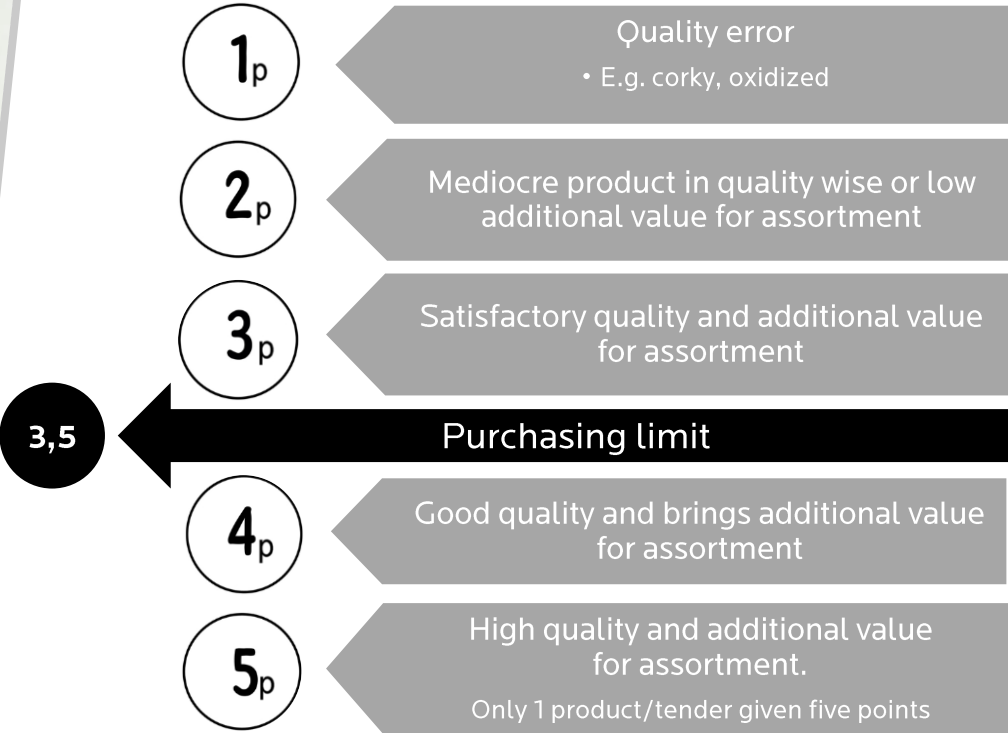 1p
Quality error
• E.g. corky, oxidized
2p
Mediocre product in quality wise or low
additional value for assortment
3p
Satisfactory quality and additional value
for assortment
3,5
Purchasing limit
4p
Good quality and brings additional value
for assortment
5p
High quality and additional value
for assortment.
Only 1 product/tender given five points